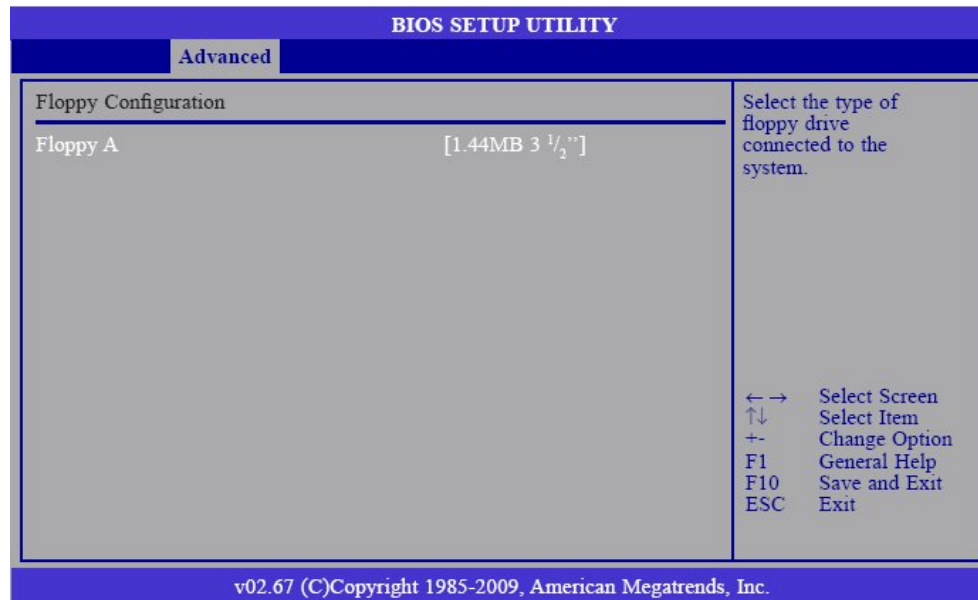 BIOS SETUP UTILITY
Advanced
Floppy Configuration
Floppy A [1.44MB 3 1/2”]
Select the type of
floppy drive
connected to the
system.
←→ Select Screen
↑↓ Select Item
+- Change Option
F1 General Help
F10 Save and Exit
ESC Exit
v02.67 (C)Copyright 1985-2009, American Megatrends, Inc.